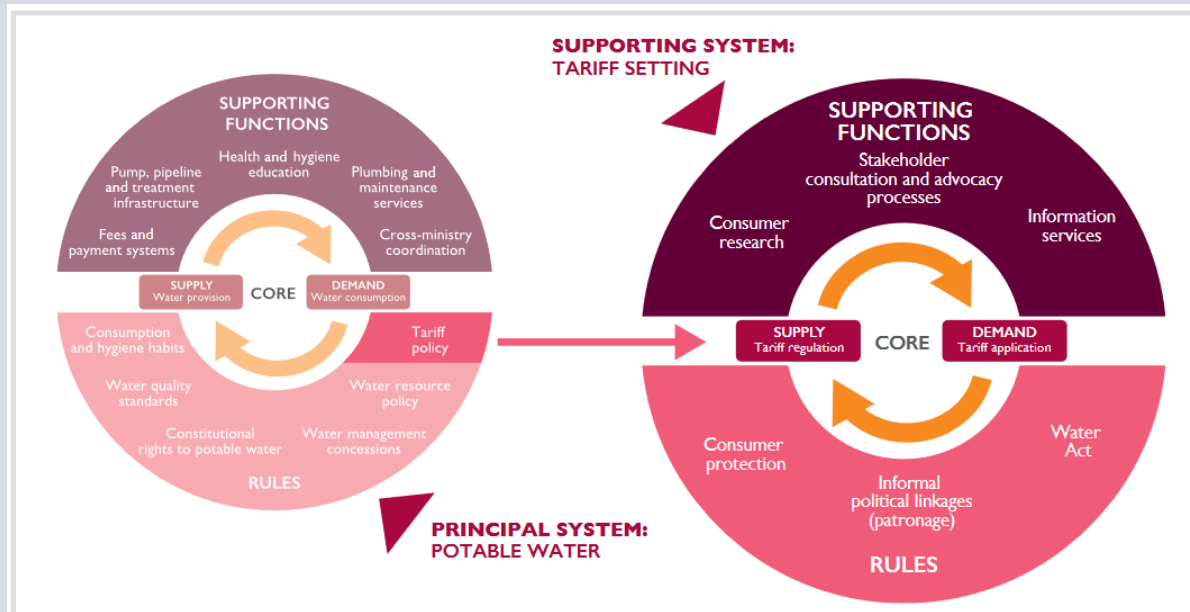 SUPPORTING SYSTEM:
TARIFF SETTING
SUPPORTING
FUNCTIONS
Health and hygiene
education
Pump, pipeline
and treatment
infrastructure
Plumbing and
maintenance
services
Fees and
payment systems
Cross-ministry
coordination
SUPPLY
Water provision
CORE
DEMAND
Water consumption
Consumption
and hygiene habits
Tariff
policy
Water quality
standards
Water resource
policy
Constitutional
rights to potable water
Water management
concessions
RULES
PRINCIPAL SYSTEM:
POTABLE WATER
SUPPORTING
FUNCTIONS
Stakeholder
consultation and advocacy
processes
Consumer
research
Information
services
SUPPLY
Tariff regulation
CORE
DEMAND
Tariff application
Consumer
protection
Water
Act
Informal
political linkages
(patronage)
RULES